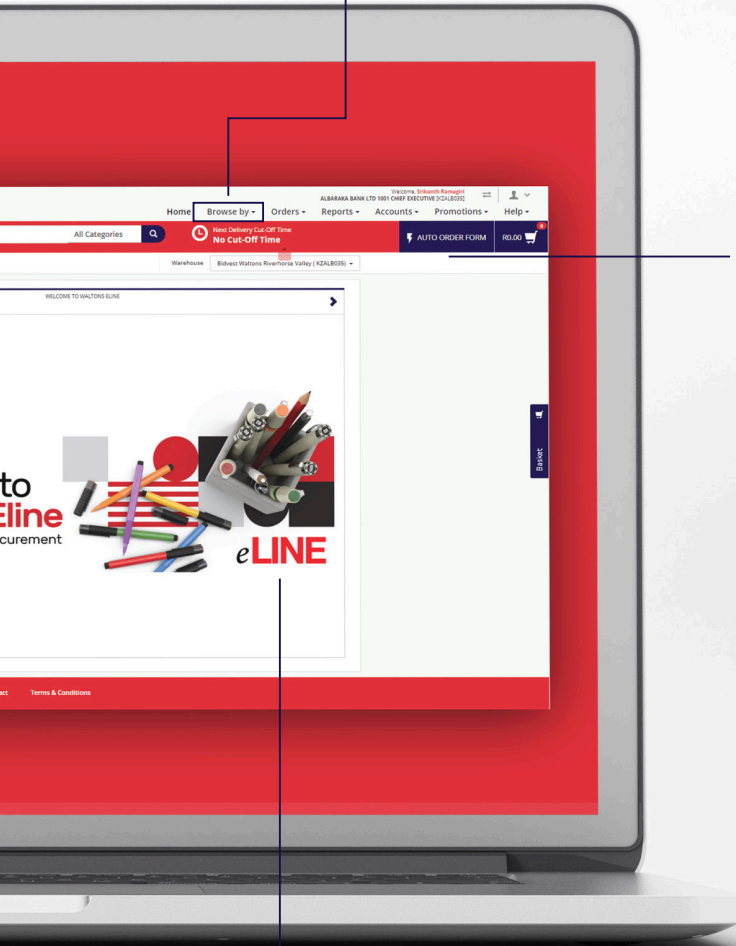 Welcome, Srikanth Ramagiri
ALBARAKA BANK LTD 1001 CHIEF EXECUTIVE [KZALB035]
Home Browse by Orders Reports Accounts Promotions Help
All Categories
Next Delivery Cut-Off Time
No Cut-Off Time
AUTO ORDER FORM
R0.00
0
Warehouse Bidvest Waltons Riverhorse Valley ( KZALB035)
WELCOME TO WALTONS ELINE
Basket
to
Eline
curement
eLINE
act Terms & Conditions